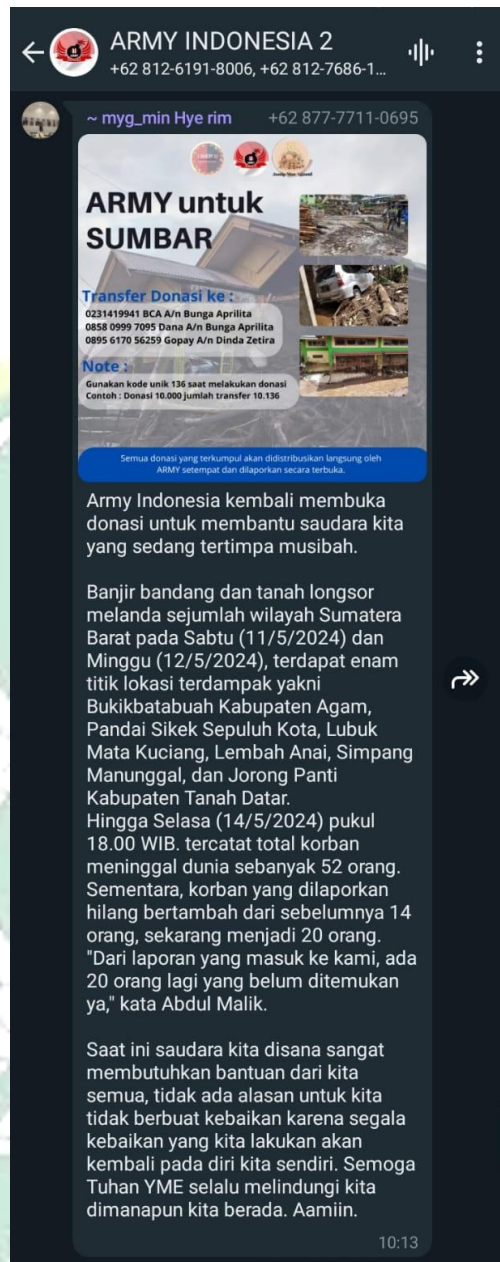 ARMY INDONESIA 2
+62 812-6191-8006, +62 812-7686-1...
~ myg_min Hye rim +62 877-7711-0695
ARMY untuk
SUMBAR
Transfer Donasi ke :
0231419941 BCA A/n Bunga Aprilita
0858 0999 7095 Dana A/n Bunga Aprilita
0895 6170 56259 Gopay A/n Dinda Zetira
Note :
Gunakan kode unik 136 saat melakukan donasi
Contoh : Donasi 10.000 jumlah transfer 10.136
Semua donasi yang terkumpul akan didistribusikan langsung oleh
ARMY setempat dan dilaporkan secara terbuka.
Army Indonesia kembali membuka
donasi untuk membantu saudara kita
yang sedang tertimpa musibah.
Banjir bandang dan tanah longsor
melanda sejumlah wilayah Sumatera
Barat pada Sabtu (11/5/2024) dan
Minggu (12/5/2024), terdapat enam
titik lokasi terdampak yakni
Bukikbatabuah Kabupaten Agam,
Pandai Sikek Sepuluh Kota, Lubuk
Mata Kuciang, Lembah Anai, Simpang
Manunggal, dan Jorong Panti
Kabupaten Tanah Datar.
Hingga Selasa (14/5/2024) pukul
18.00 WIB. tercatat total korban
meninggal dunia sebanyak 52 orang.
Sementara, korban yang dilaporkan
hilang bertambah dari sebelumnya 14
orang, sekarang menjadi 20 orang.
"Dari laporan yang masuk ke kami, ada
20 orang lagi yang belum ditemukan
ya," kata Abdul Malik.
Saat ini saudara kita disana sangat
membutuhkan bantuan dari kita
semua, tidak ada alasan untuk kita
tidak berbuat kebaikan karena segala
kebaikan yang kita lakukan akan
kembali pada diri kita sendiri. Semoga
Tuhan YME selalu melindungi kita
dimanapun kita berada. Aamiin.
10:13